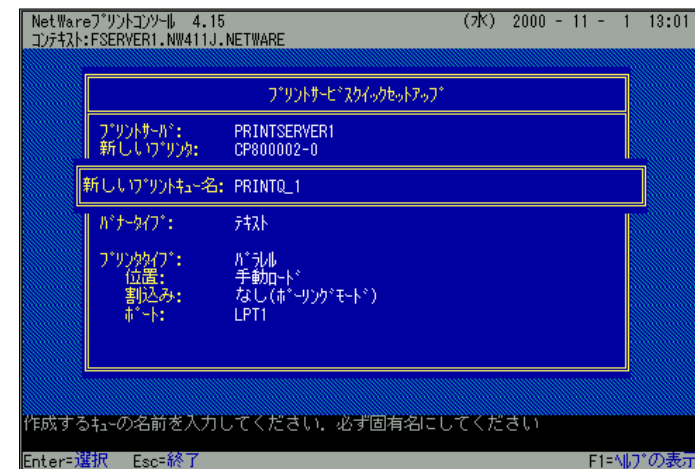 NetWareﾌﾟﾘﾝﾄｺﾝｿｰﾙ 4.15 (水) 2000 - 11 - 1 13:01
ｺﾝﾃｷｽﾄ:FSERVER1.NW411J.NETWARE
ﾌﾟﾘﾝﾄｻｰﾋﾞｽｸｲｯｸｾｯﾄｱｯﾌﾟ
ﾌﾟﾘﾝﾄｻｰﾊﾞ: PRINTSERVER1
新しいﾌﾟﾘﾝﾀ: CP800002-0
新しいﾌﾟﾘﾝﾄｷｭｰ名: PRINTQ_1
ﾊﾞﾅｰﾀｲﾌﾟ: ﾃｷｽﾄ
ﾌﾟﾘﾝﾀﾀｲﾌﾟ: ﾊﾟﾗﾚﾙ
位置: 手動ﾛｰﾄﾞ
割込み: なし(ﾎﾟｰﾘﾝｸﾞﾓｰﾄﾞ)
ﾎﾟｰﾄ: LPT1
作成するｷｭｰの名前を入力してください. 必ず固有名にしてください
Enter=選択 Esc=終了 F1=ﾍﾙﾌﾟの表示